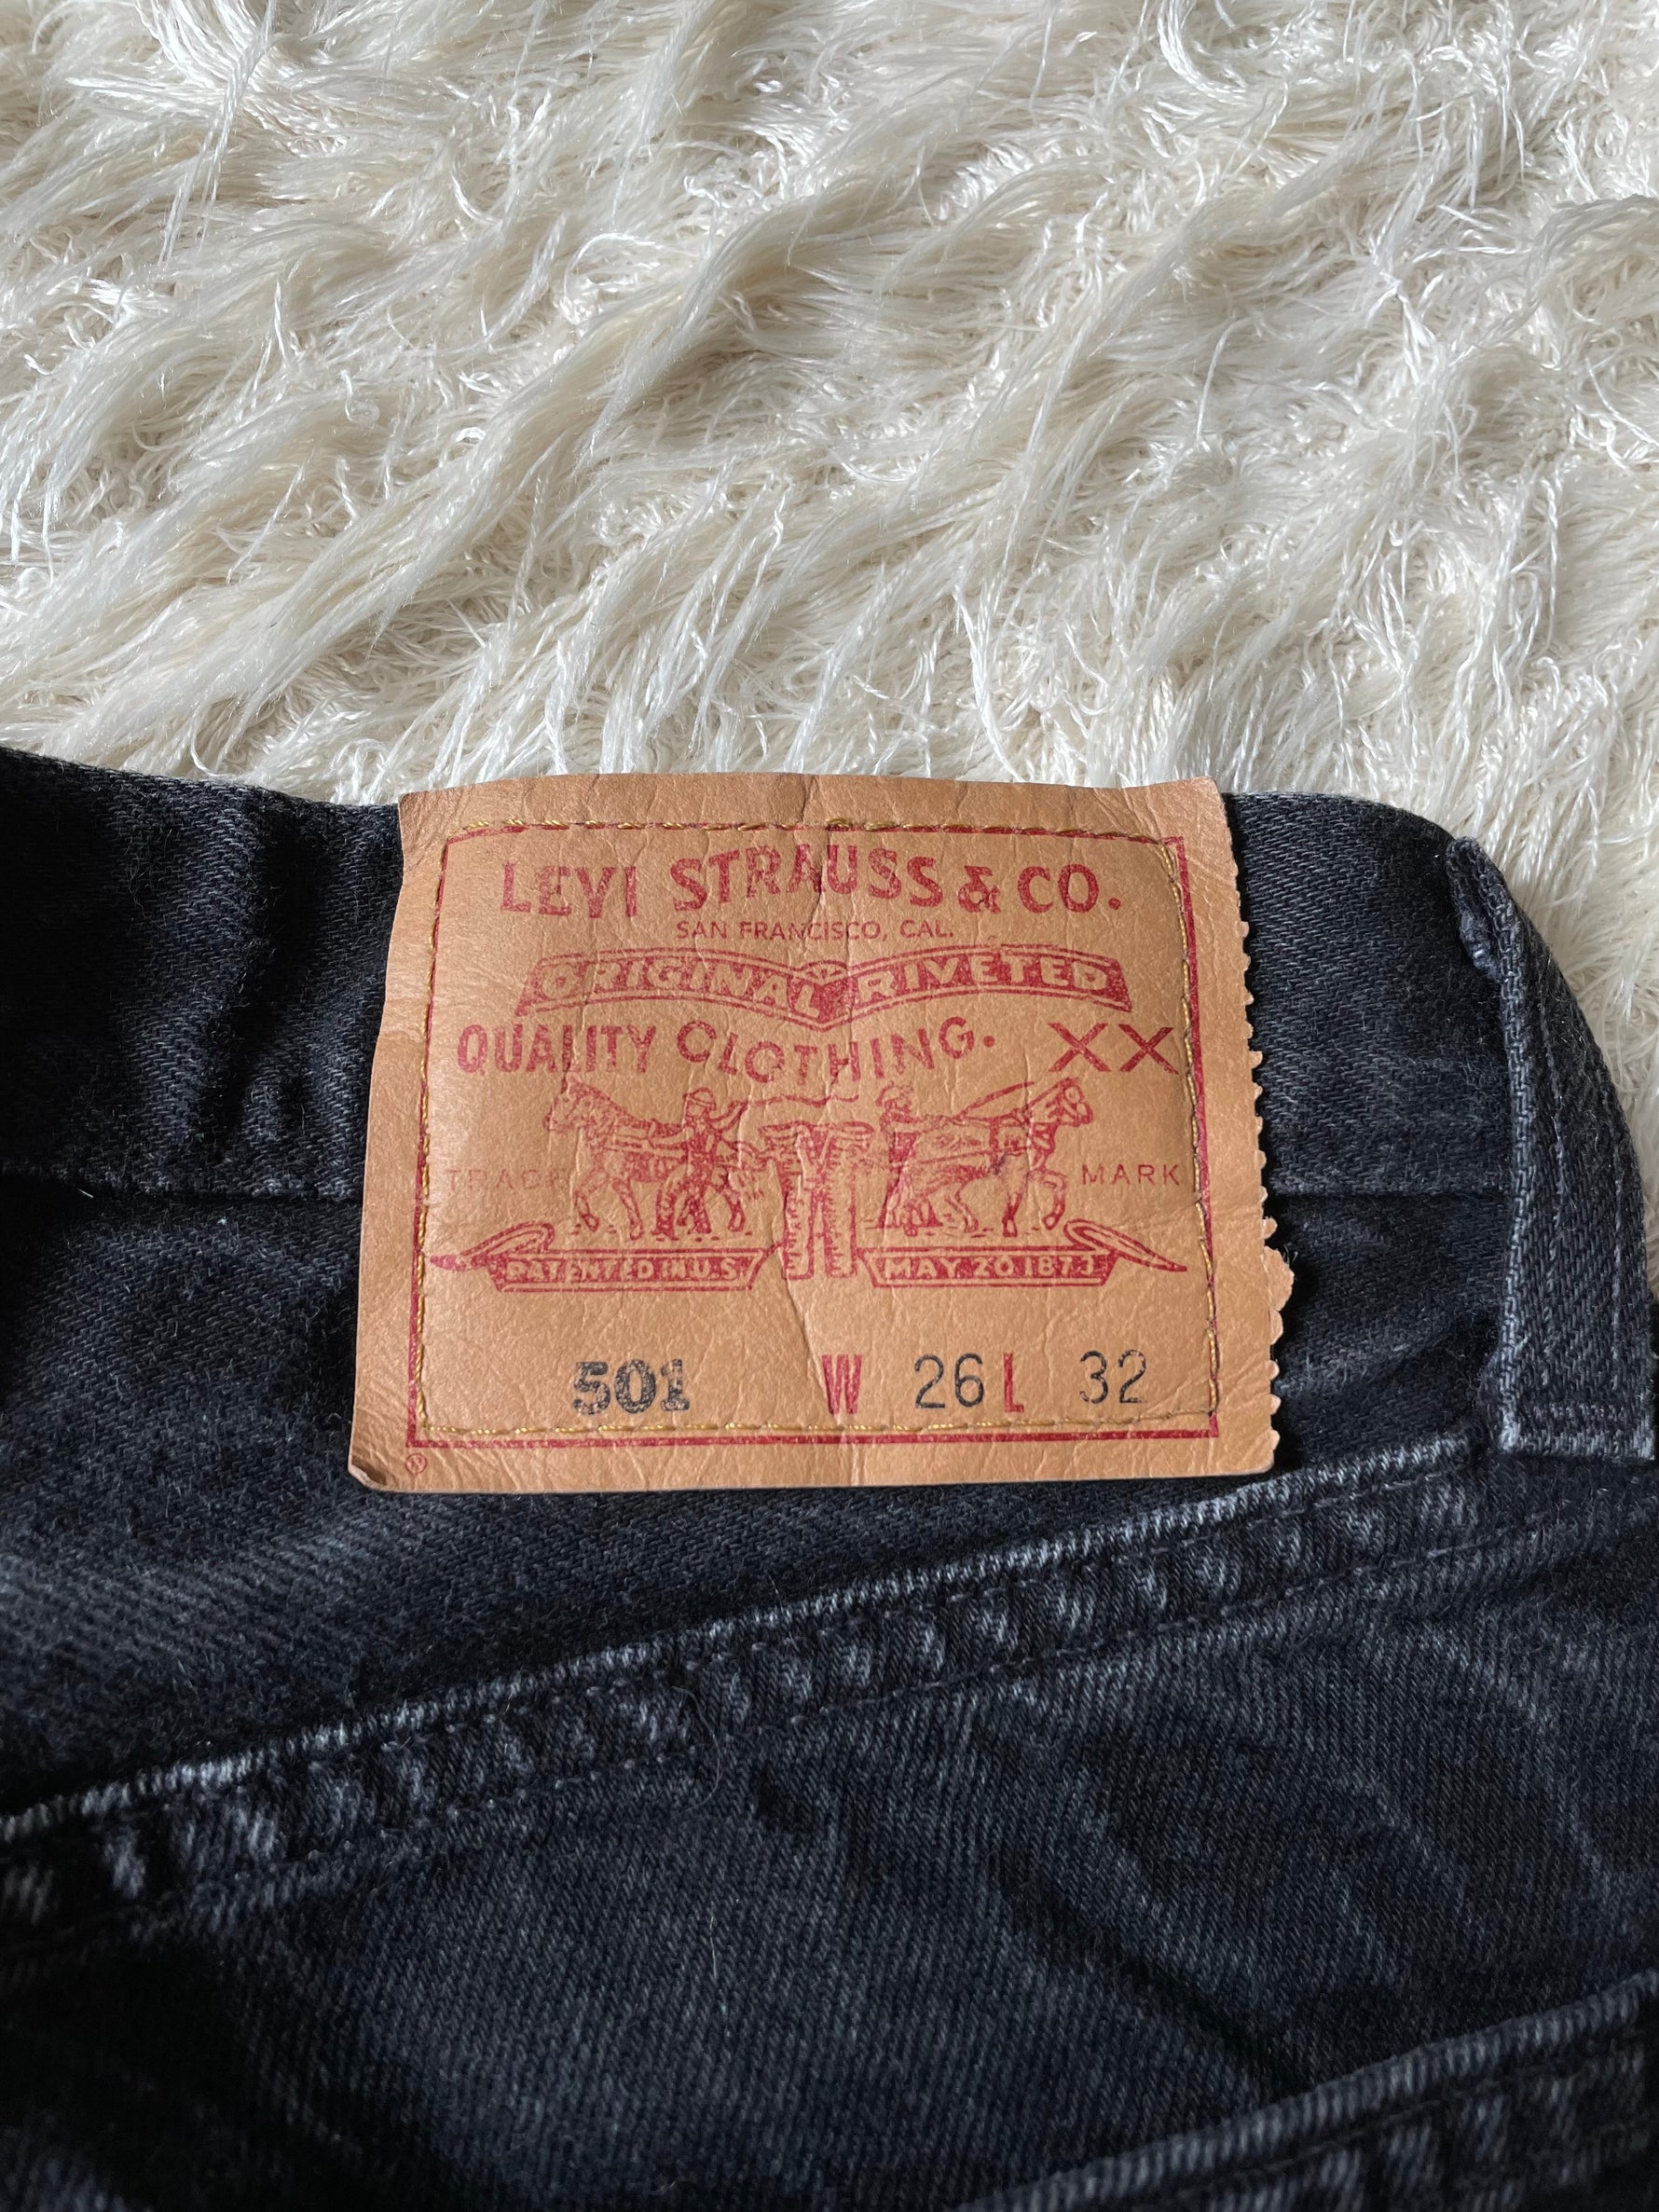 LEVI STRAUSS & CO.
SAN FRANCISCO, CAL.
ORIGINAL RIVETED
QUALITY CLOTHING. XX
TRADE MARK
PATENTED IN U.S. MAY 20 1873
501 W 26 L 32
®